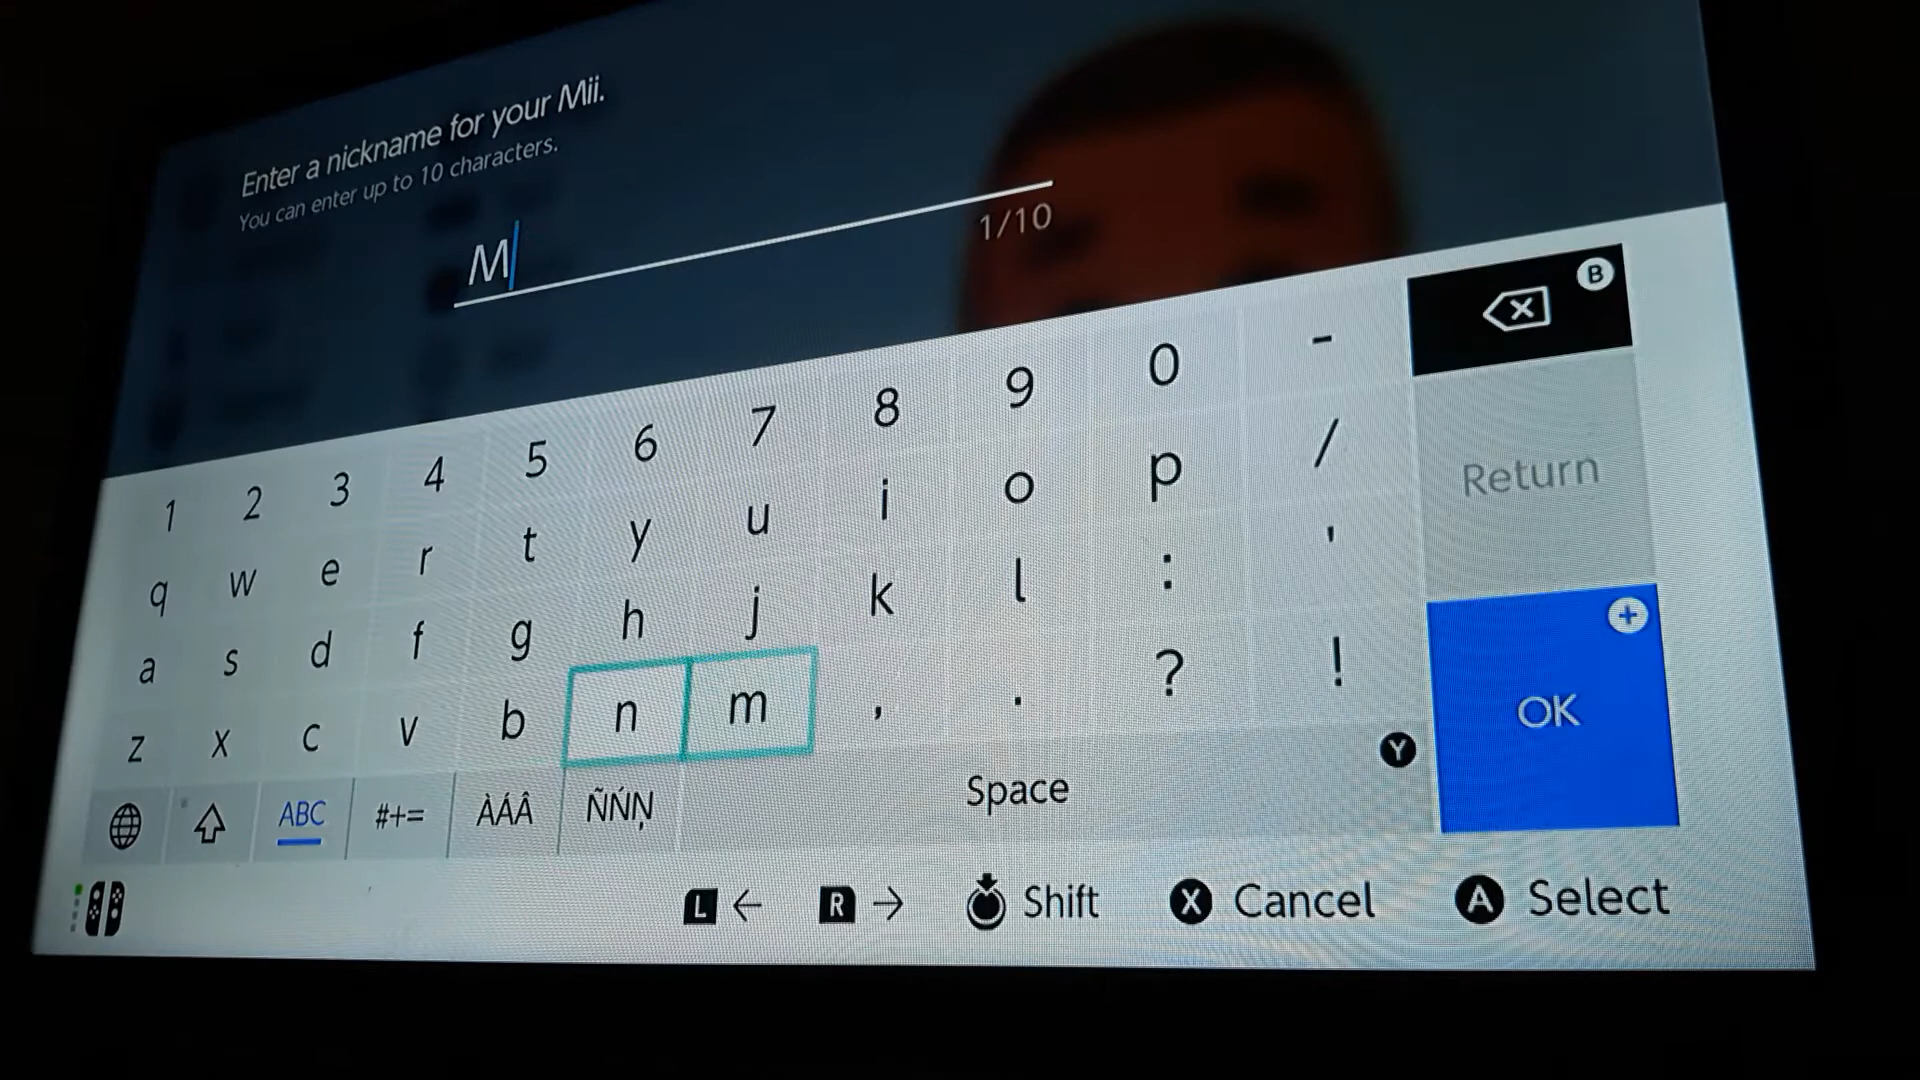 Enter a nickname for your Mii.
You can enter up to 10 characters.
M
1/10
1 2 3 4 5 6 7 8 9 0 -
B
q w e r t y u i o p /
Return
a s d f g h j k l : '
z x c v b n m , . ? !
+
OK
ABC #+= ÀÁÂ ÑŃŅ Space Y
L ← R → Shift X Cancel A Select